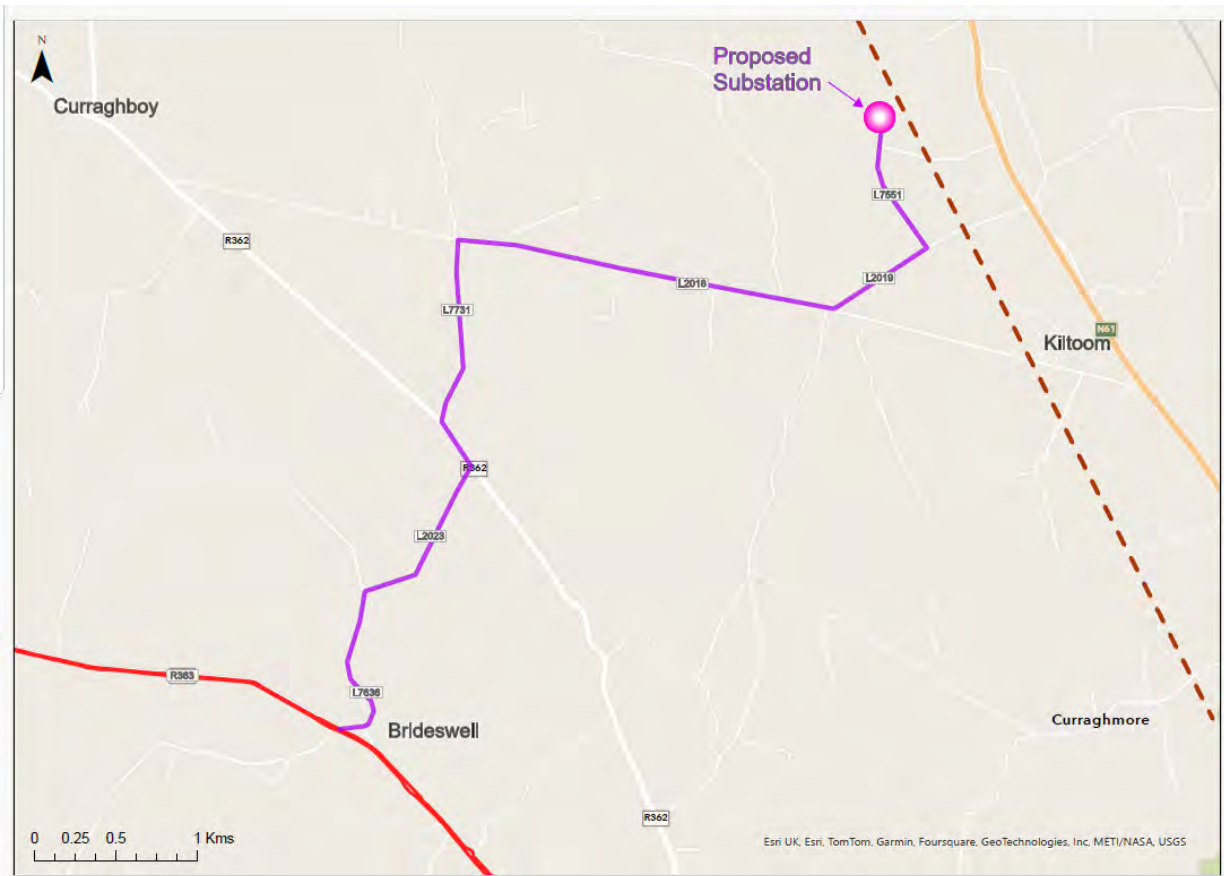 N
Curraghboy
Proposed
Substation
L7551
R362
L2019
L2018
L7731
N61
Kiltoom
R362
L2023
R363
L7636
Curraghmore
Brideswell
R362
0 0.25 0.5 1 Kms
Esri UK, Esri, TomTom, Garmin, Foursquare, GeoTechnologies, Inc, METI/NASA, USGS